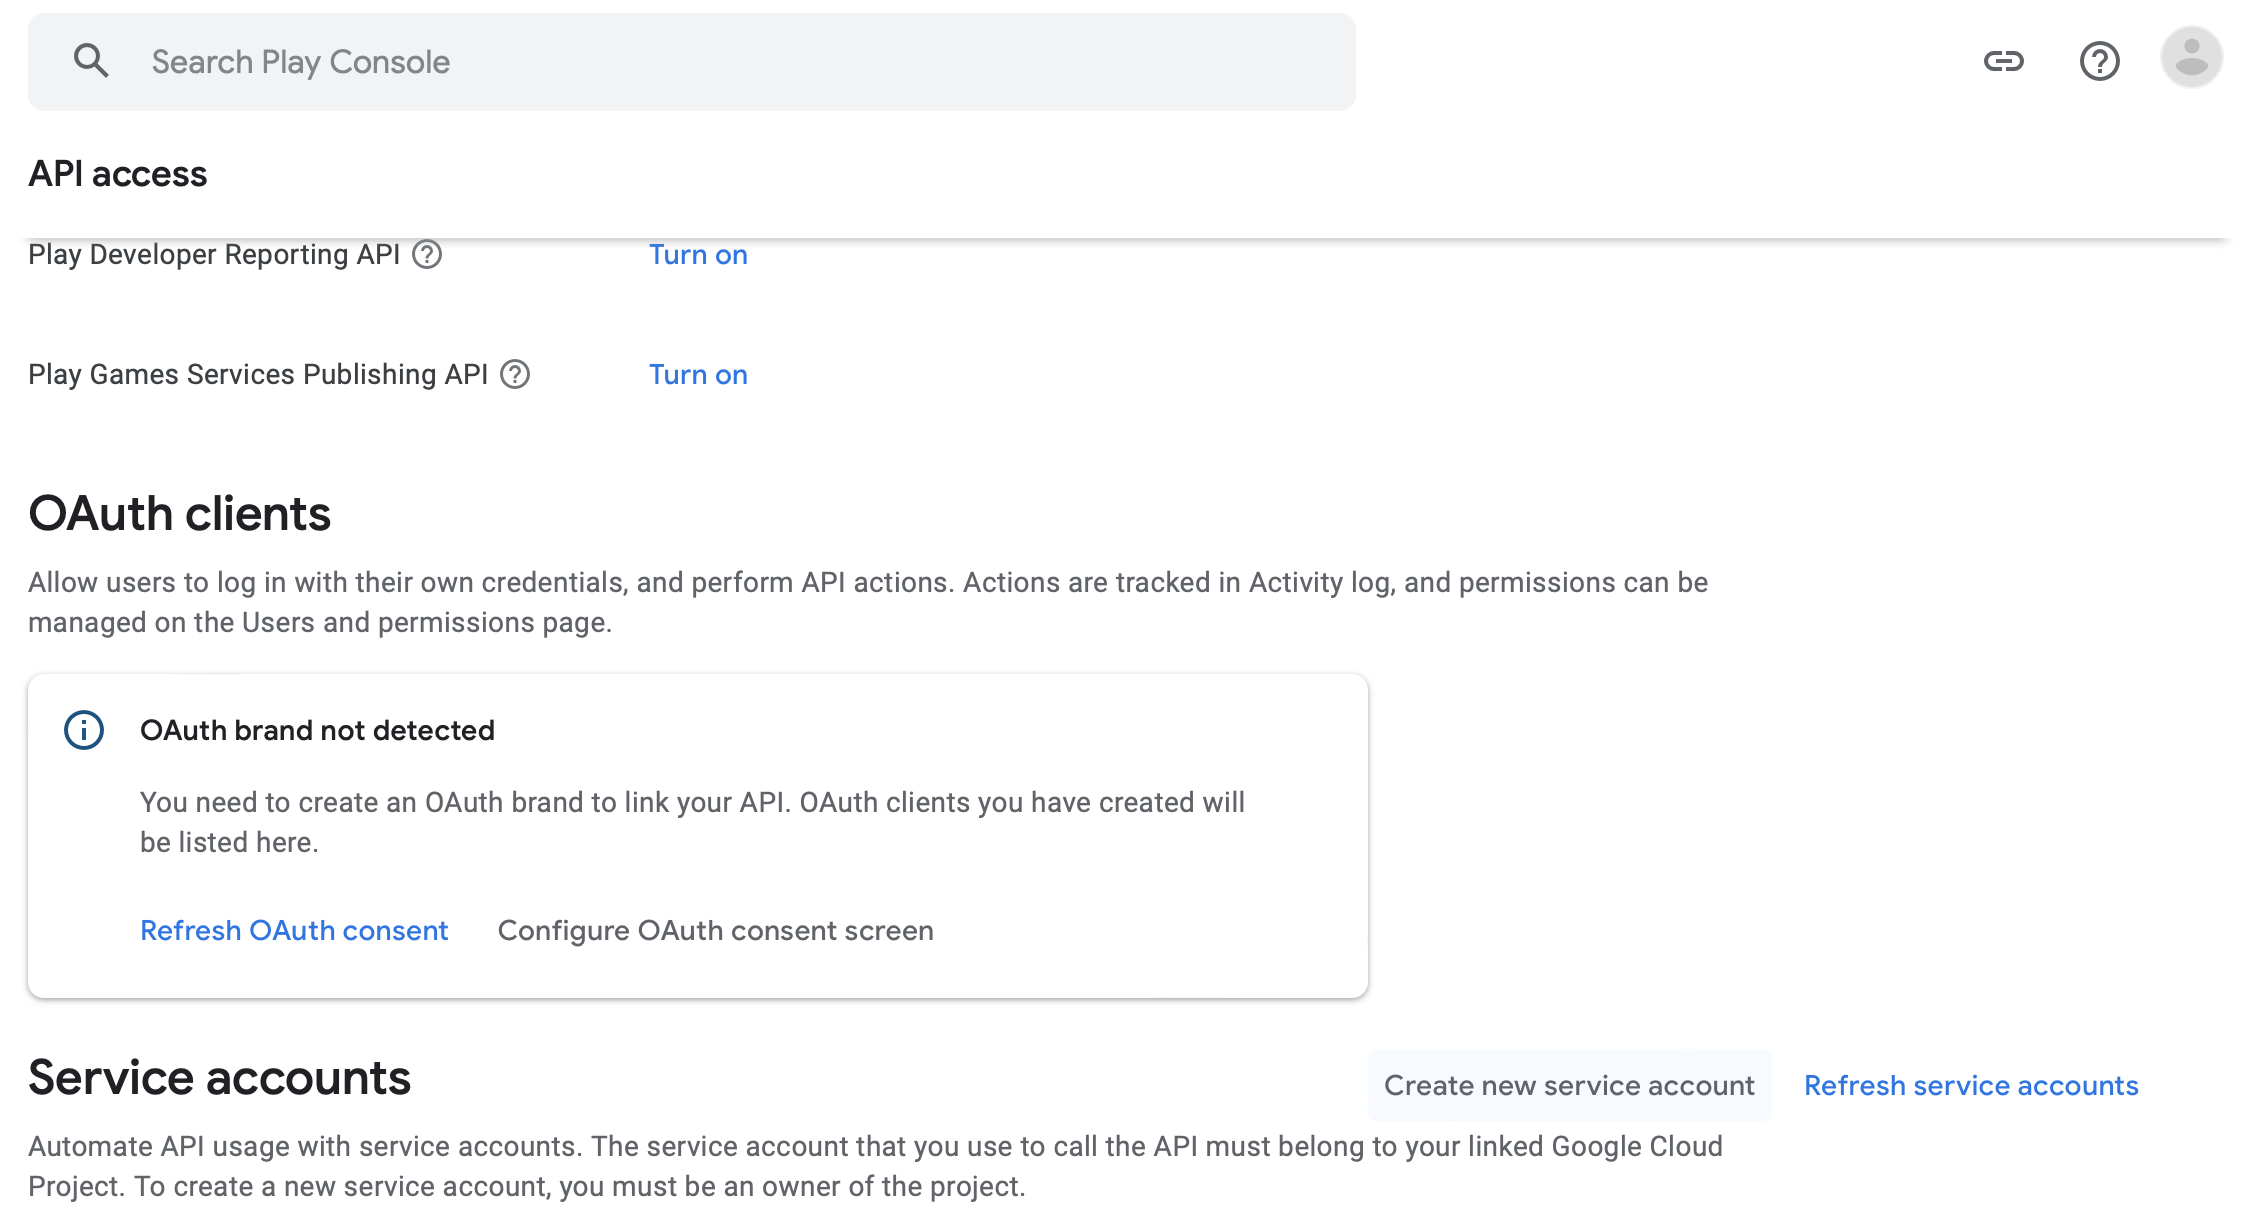 Search Play Console
API access
Play Developer Reporting API
Turn on
Play Games Services Publishing API
Turn on
OAuth clients
Allow users to log in with their own credentials, and perform API actions. Actions are tracked in Activity log, and permissions can be
managed on the Users and permissions page.
OAuth brand not detected
You need to create an OAuth brand to link your API. OAuth clients you have created will
be listed here.
Refresh OAuth consent
Configure OAuth consent screen
Service accounts
Create new service account
Refresh service accounts
Automate API usage with service accounts. The service account that you use to call the API must belong to your linked Google Cloud
Project. To create a new service account, you must be an owner of the project.